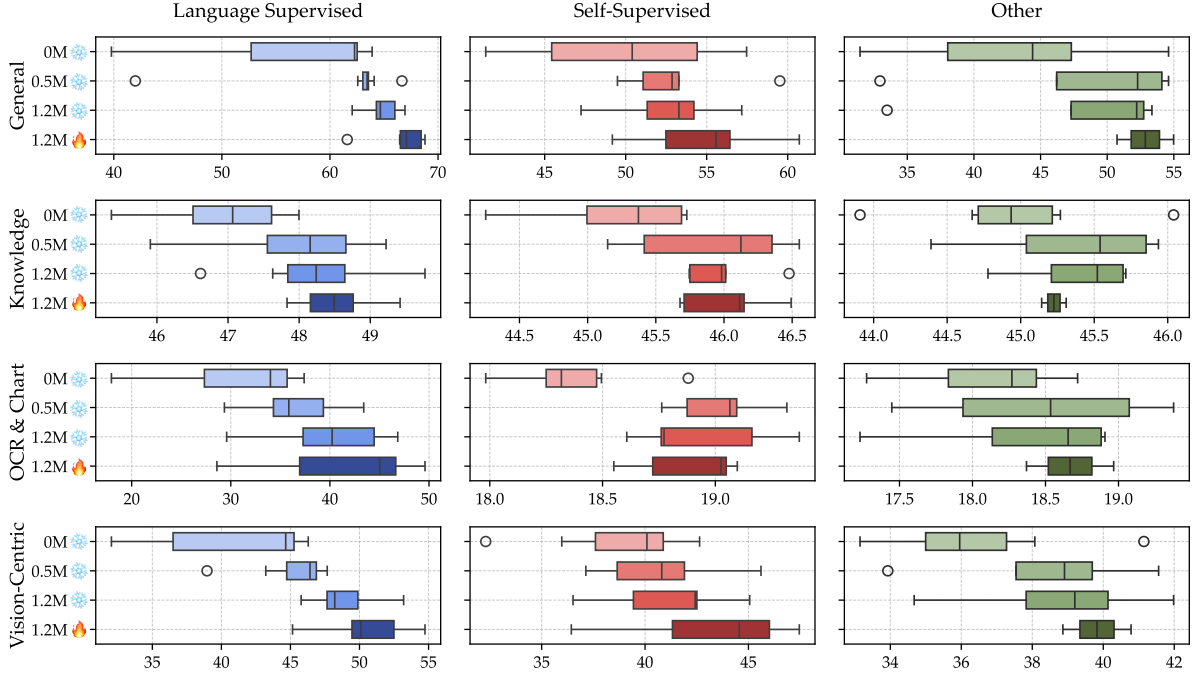 Language Supervised
Self-Supervised
Other
General
0M
0.5M
1.2M
1.2M
40 50 60 70
45 50 55 60
35 40 45 50 55
Knowledge
0M
0.5M
1.2M
1.2M
46 47 48 49
44.5 45.0 45.5 46.0 46.5
44.0 44.5 45.0 45.5 46.0
OCR & Chart
0M
0.5M
1.2M
1.2M
20 30 40 50
18.0 18.5 19.0
17.5 18.0 18.5 19.0
Vision-Centric
0M
0.5M
1.2M
1.2M
35 40 45 50 55
35 40 45
34 36 38 40 42